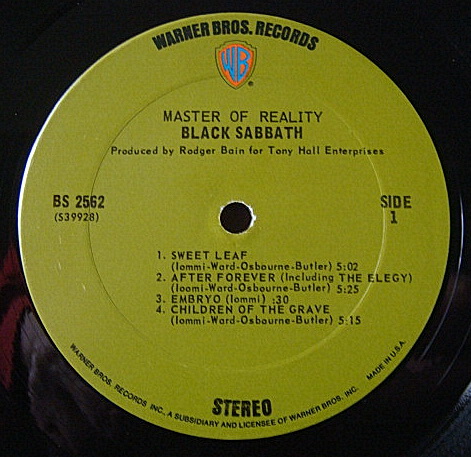 WARNER BROS. RECORDS
WB
®
MASTER OF REALITY
BLACK SABBATH
Produced by Rodger Bain for Tony Hall Enterprises
BS 2562
(S39928)
SIDE
1
1. SWEET LEAF
(Iommi-Ward-Osbourne-Butler) 5:02
2. AFTER FOREVER (Including THE ELEGY)
(Ioomi-Ward-Osbourne-Butler) 5:25
3. EMBRYO (Iommi) :30
4. CHILDREN OF THE GRAVE
(Iommi-Ward-Osbourne-Butler) 5:15
STEREO
WARNER BROS. RECORDS INC. A SUBSIDIARY AND LICENSEE OF WARNER BROS. INC. MADE IN U.S.A.